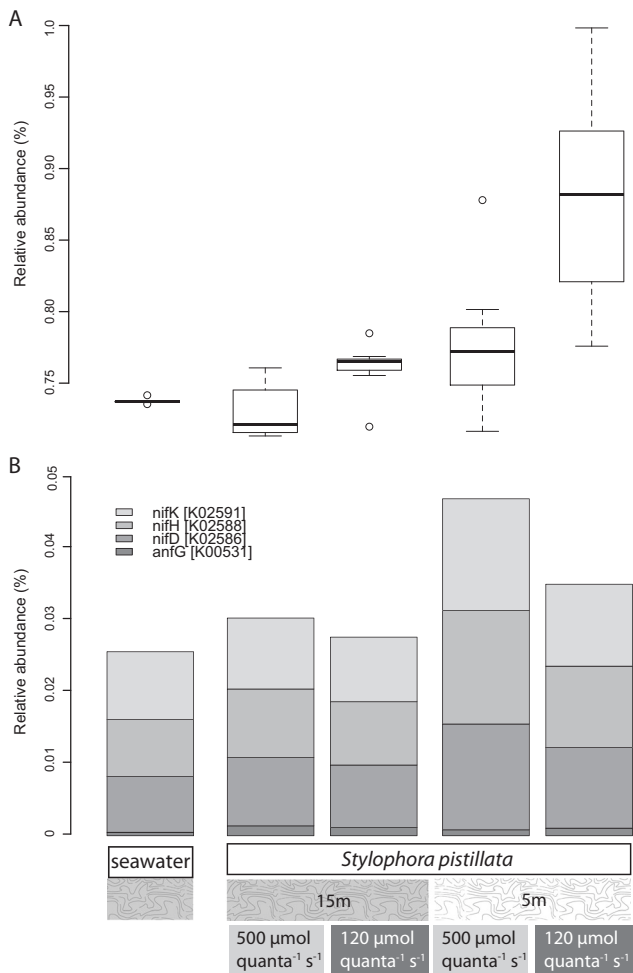 A
Relative abundance (%)
1.00
0.95
0.90
0.85
0.80
0.75
B
Relative abundance (%)
0.05
0.04
0.03
0.02
0.01
0
nifK [K02591]
nifH [K02588]
nifD [K02586]
anfG [K00531]
seawater
Stylophora pistillata
15m
5m
500 µmol
quanta⁻¹ s⁻¹
120 µmol
quanta⁻¹ s⁻¹
500 µmol
quanta⁻¹ s⁻¹
120 µmol
quanta⁻¹ s⁻¹